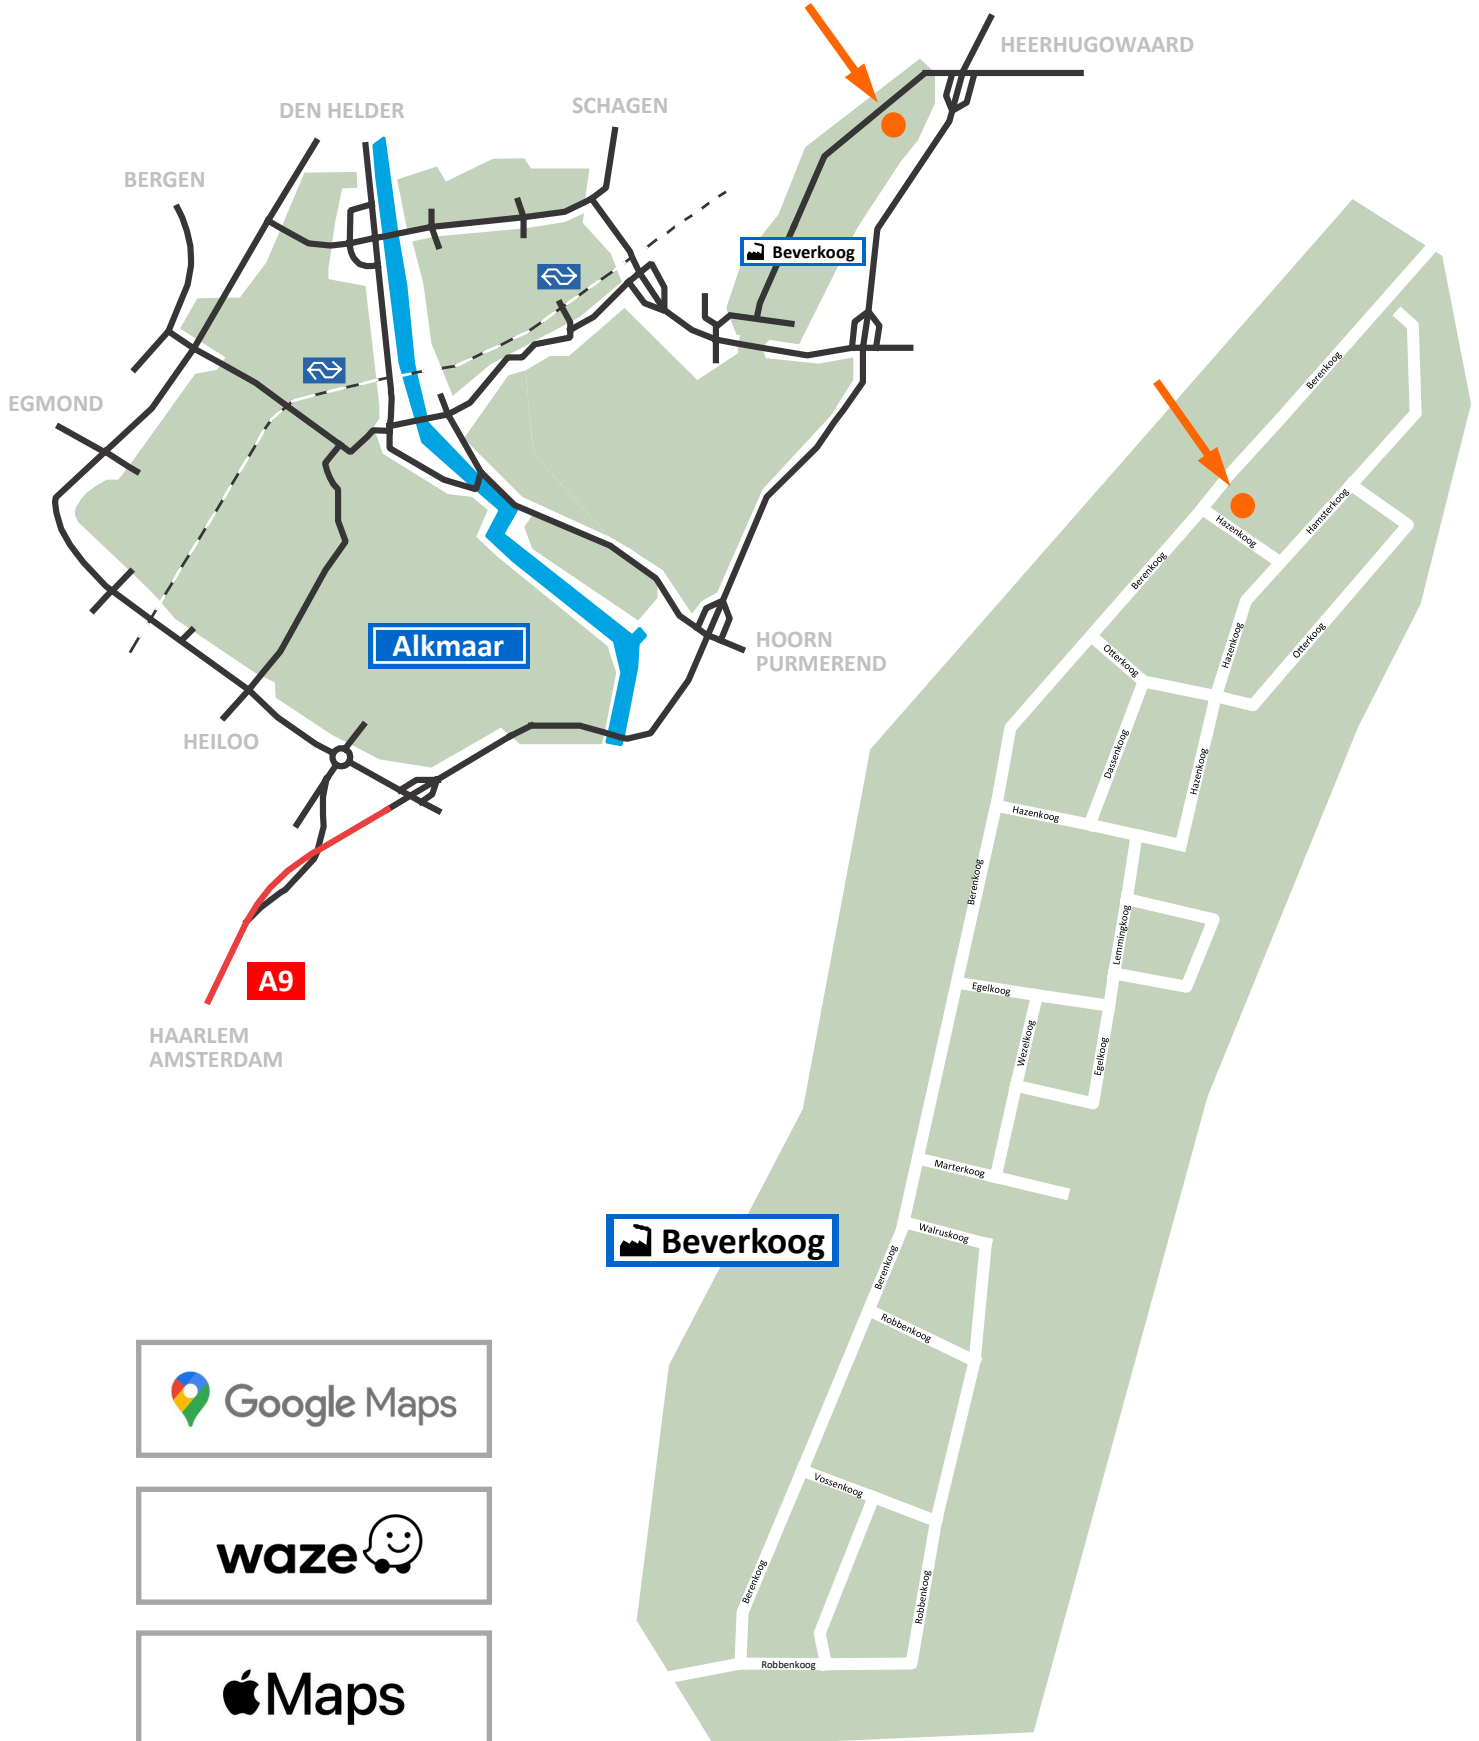 HEERHUGOWAARD
SCHAGEN
DEN HELDER
BERGEN
Beverkoog
EGMOND
Alkmaar
HOORN
PURMEREND
HEILOO
A9
HAARLEM
AMSTERDAM
Berenkoog
Hamsterkoog
Hazenkoog
Berenkoog
Otterkoog
Hazenkoog
Otterkoog
Dassenkoog
Hazenkoog
Hazenkoog
Berenkoog
Lemmingkoog
Egelkoog
Wezelkoog
Egelkoog
Marterkoog
Walruskoog
Beverkoog
Berenkoog
Robbenkoog
Vossenkoog
Berenkoog
Robbenkoog
Robbenkoog
Google Maps
waze
Maps